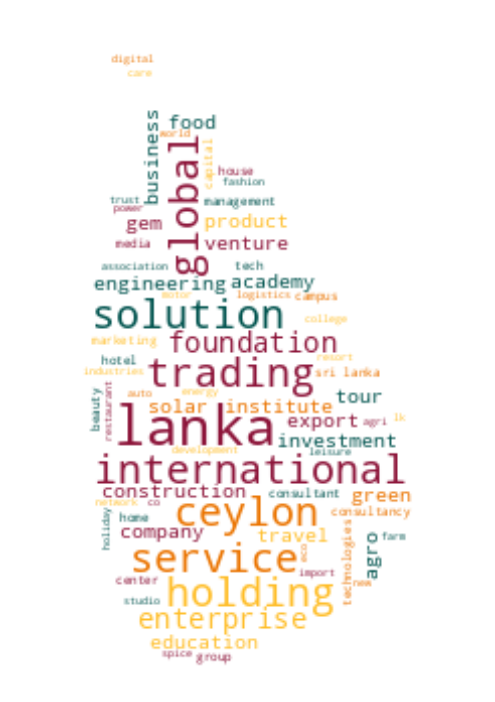 digital
care
business
food
world
global
capital
house
fashion
trust
power
management
gem
product
media
venture
association
tech
engineering
academy
motor
logistics
campus
solution
college
marketing
foundation
hotel
resort
industries
trading
sri lanka
beauty
restaurant
auto
energy
tour
solar
institute
lanka
export
agri
lk
investment
development
leisure
international
construction
consultant
green
network
co
ceylon
consultancy
holiday
home
company
travel
technologies
agro
farm
service
eco
center
import
new
holding
studio
enterprise
education
spice
group